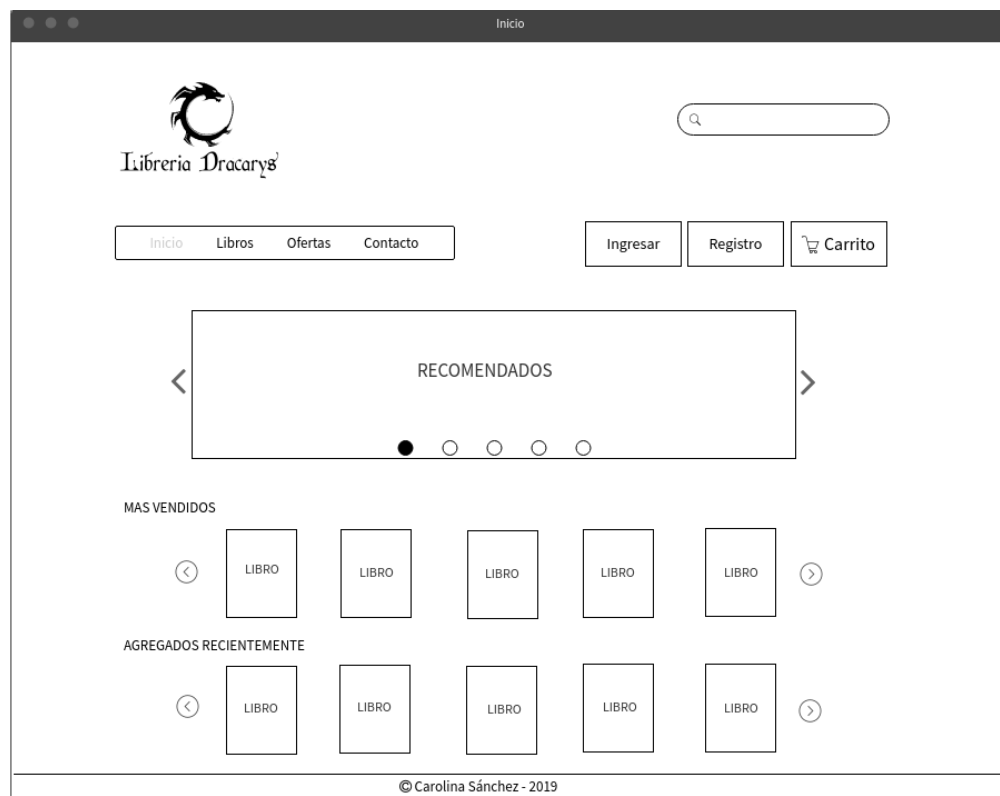 Inicio
Libreria Dracarys
Inicio Libros Ofertas Contacto
Ingresar Registro Carrito
RECOMENDADOS
MAS VENDIDOS
LIBRO LIBRO LIBRO LIBRO LIBRO
AGREGADOS RECIENTEMENTE
LIBRO LIBRO LIBRO LIBRO LIBRO
© Carolina Sánchez - 2019